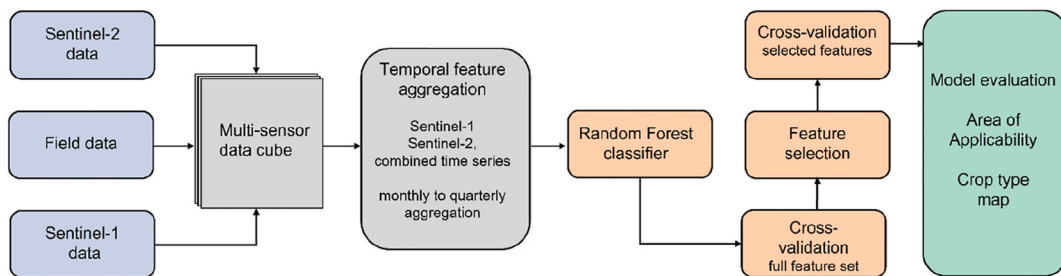 Sentinel-2
data
Field data
Sentinel-1
data
Multi-sensor
data cube
Temporal feature
aggregation
Sentinel-1
Sentinel-2,
combined time series
monthly to quarterly
aggregation
Random Forest
classifier
Cross-
validation
full feature set
Feature
selection
Cross-validation
selected features
Model evaluation
Area of
Applicability
Crop type
map